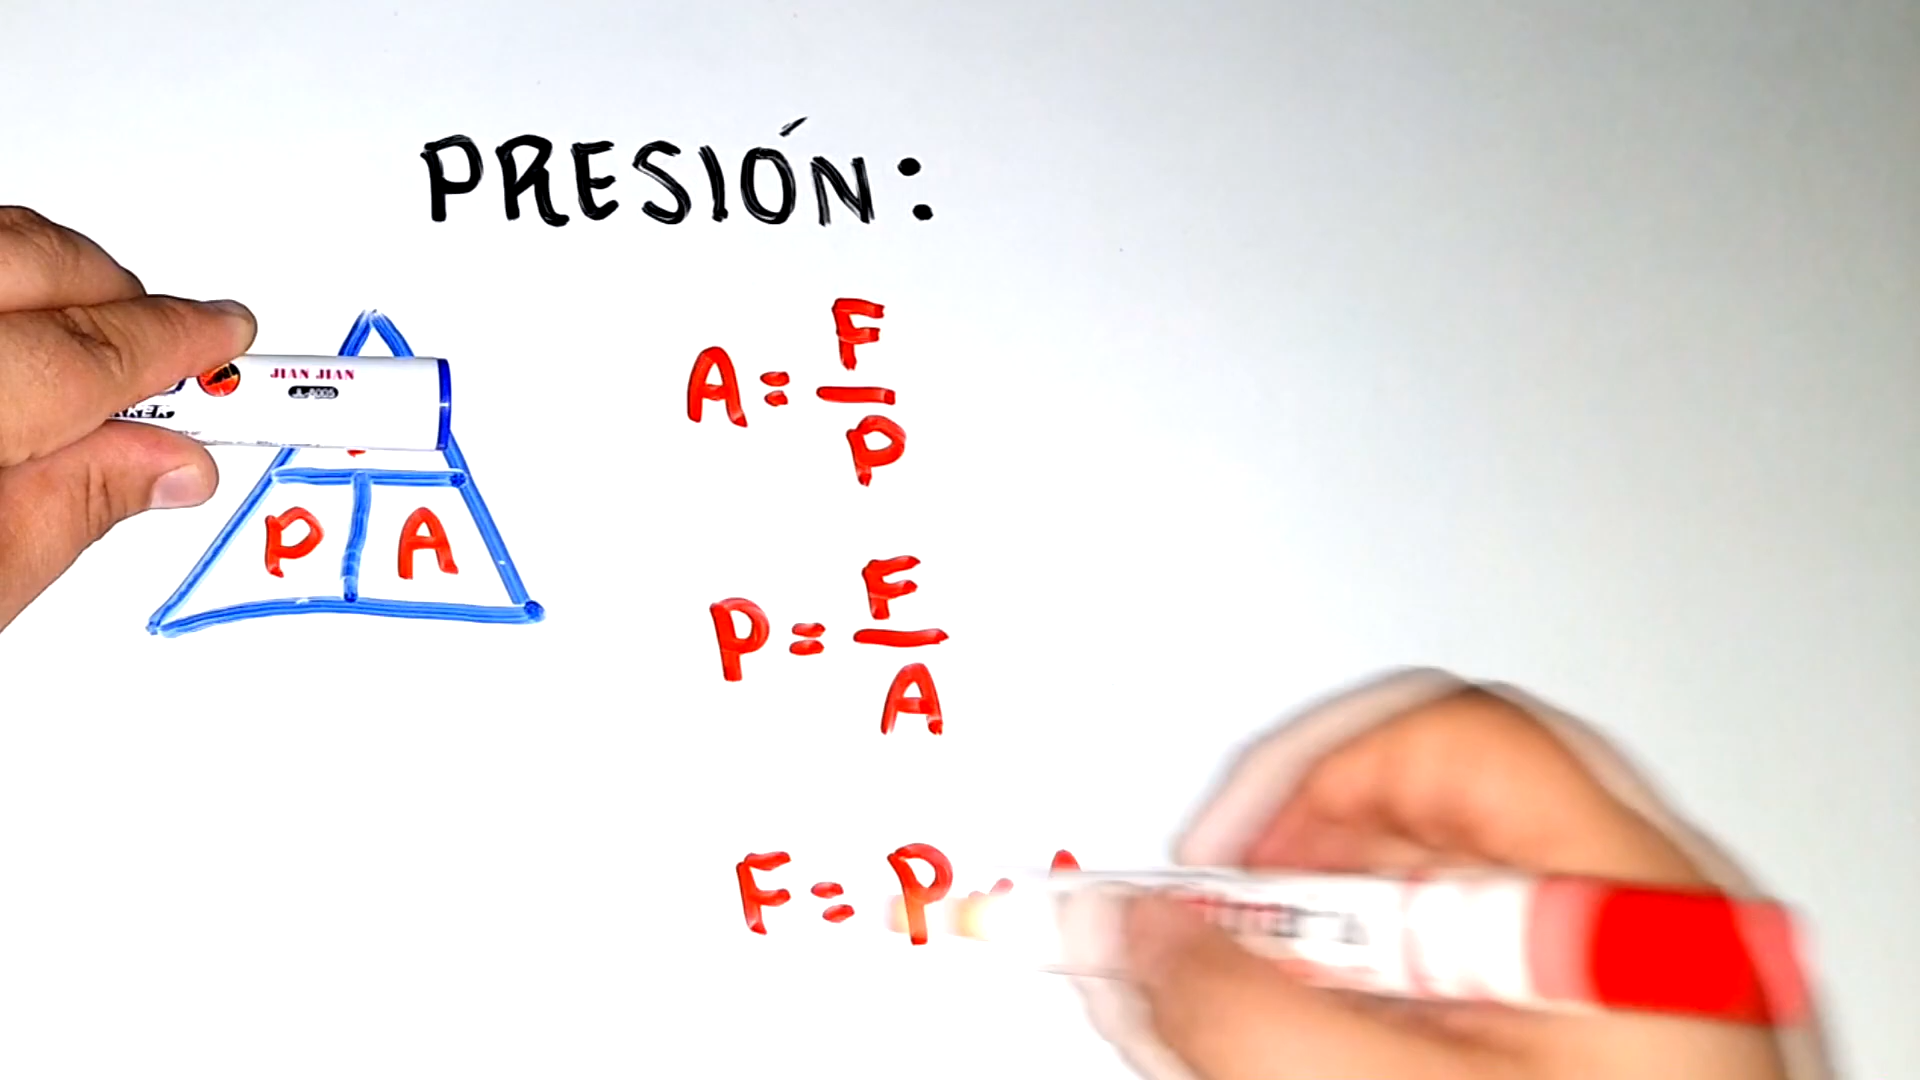 PRESIÓN:
JIAN JIAN
P A
A = F/P
P = F/A
F = P